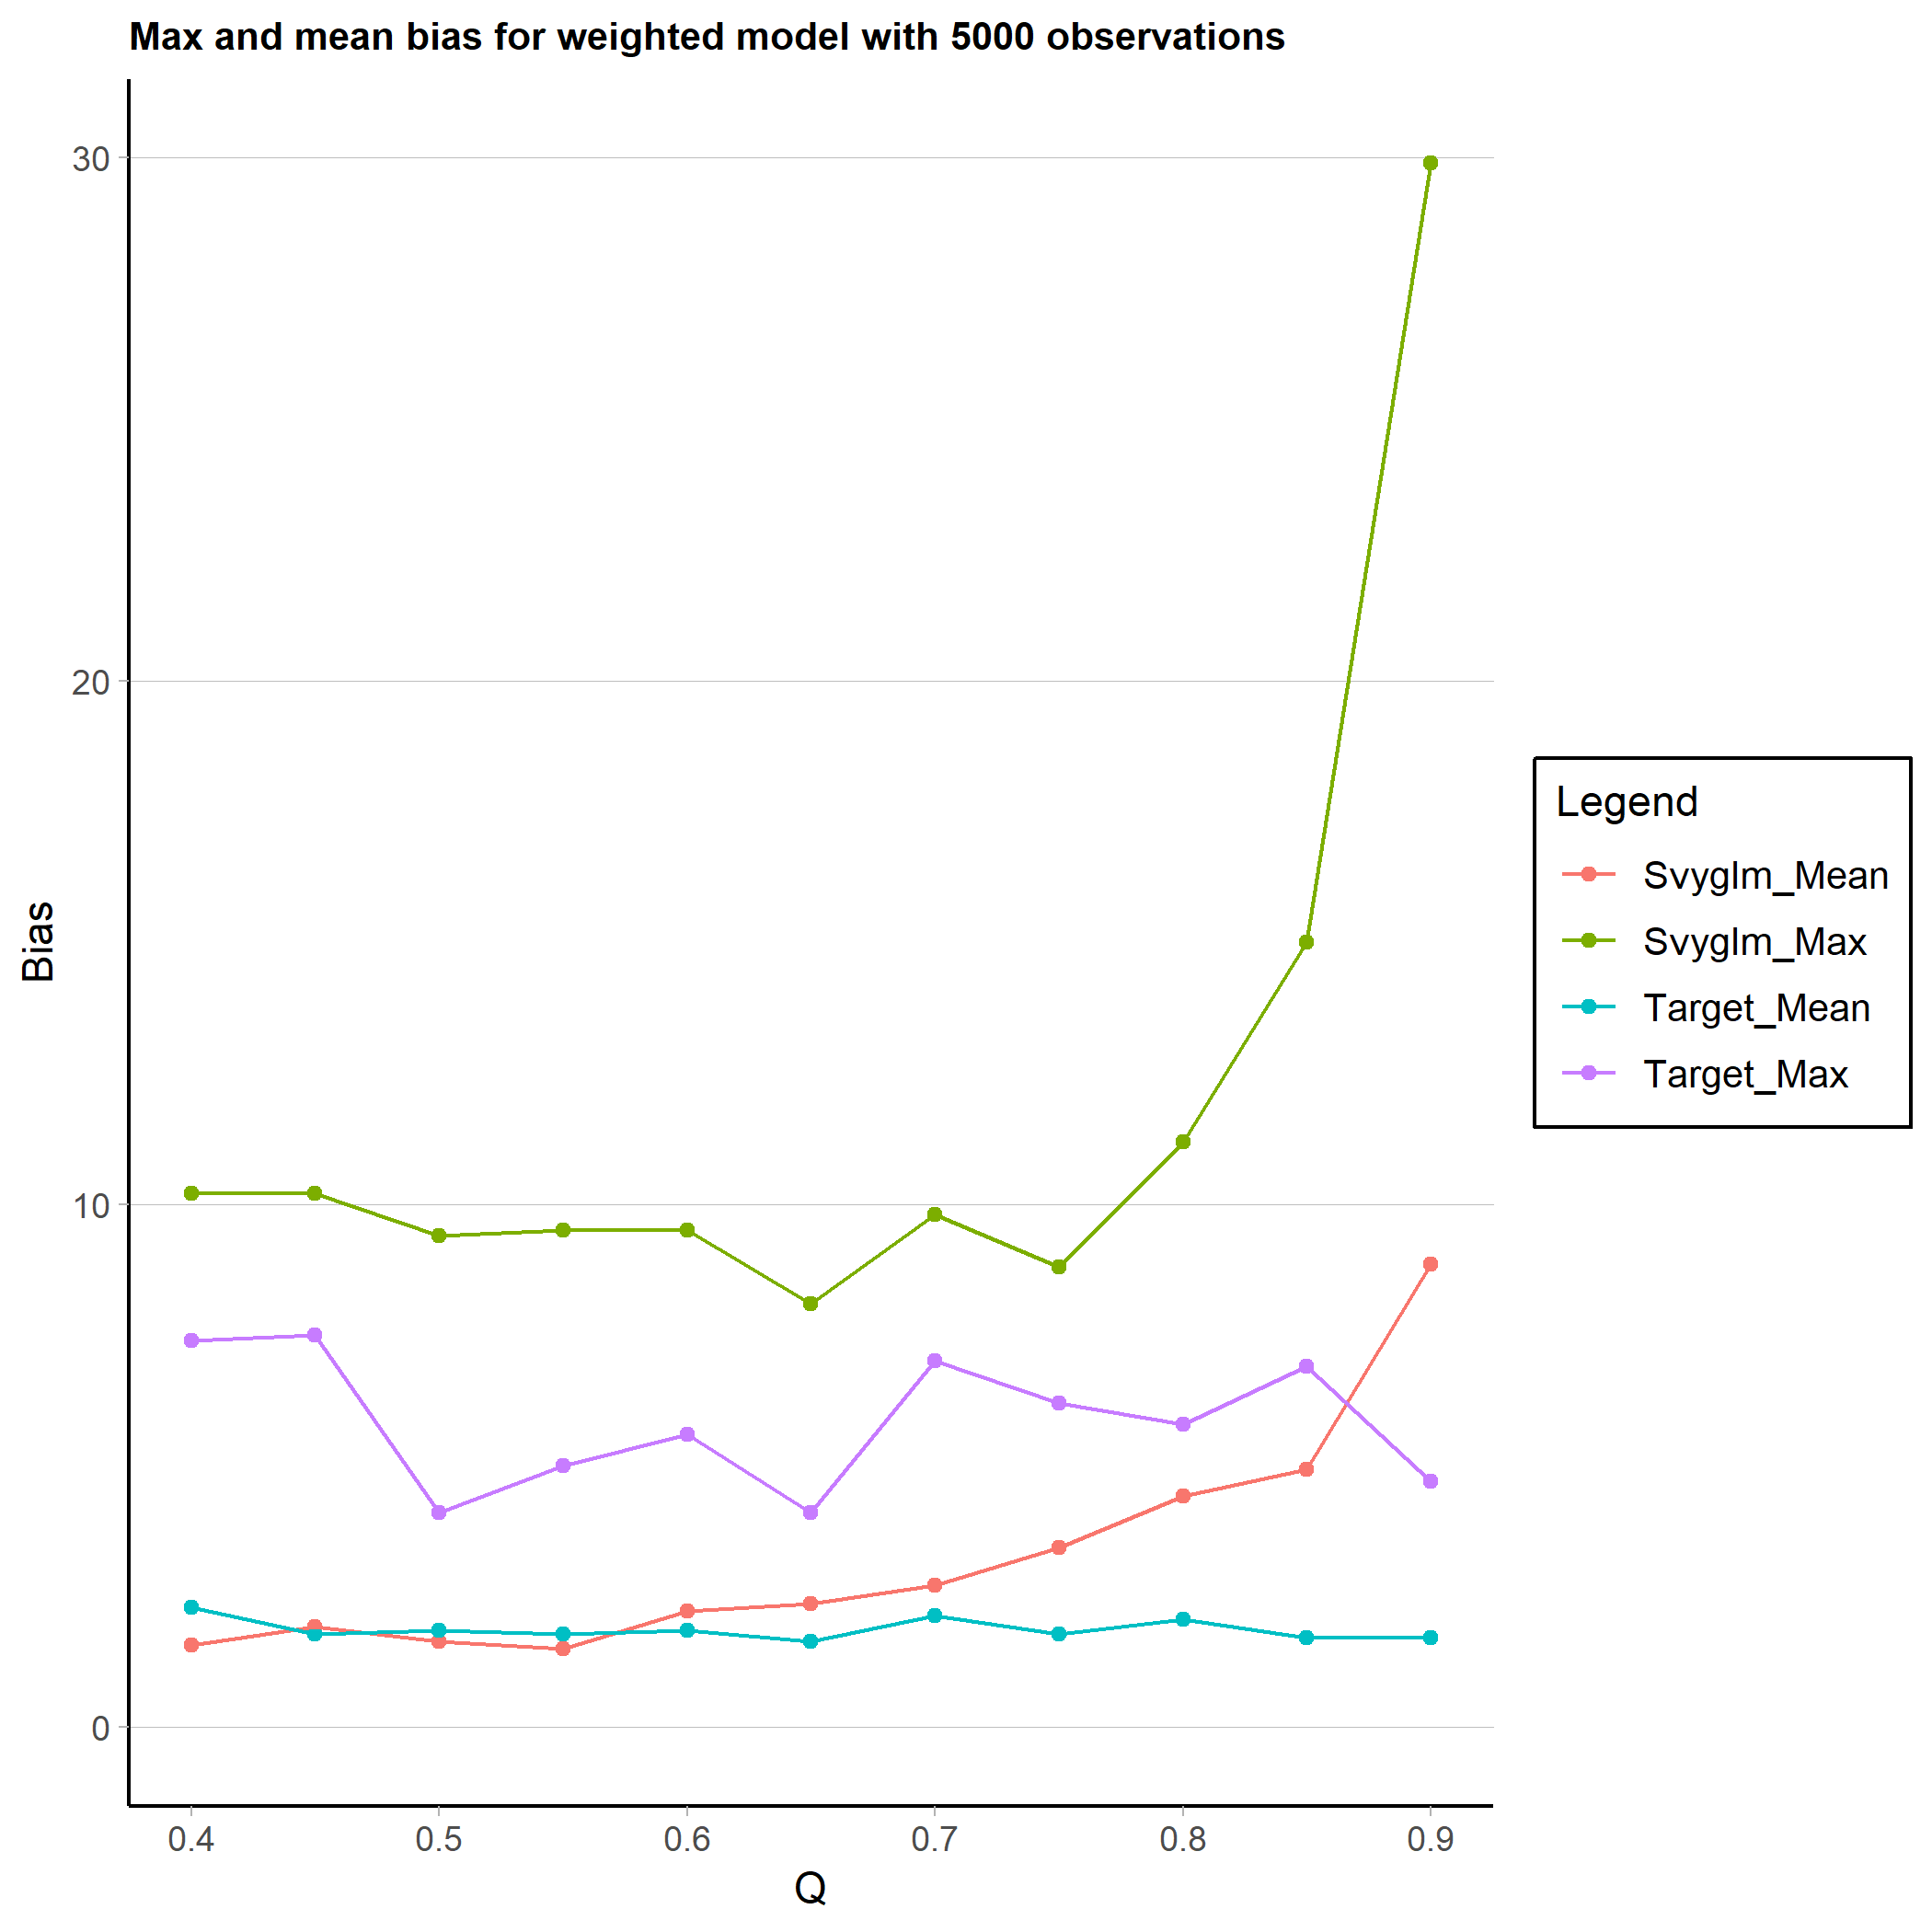 Max and mean bias for weighted model with 5000 observations
30
20
10
0
Bias
0.4 0.5 0.6 0.7 0.8 0.9
Q
Legend
Svyglm_Mean
Svyglm_Max
Target_Mean
Target_Max